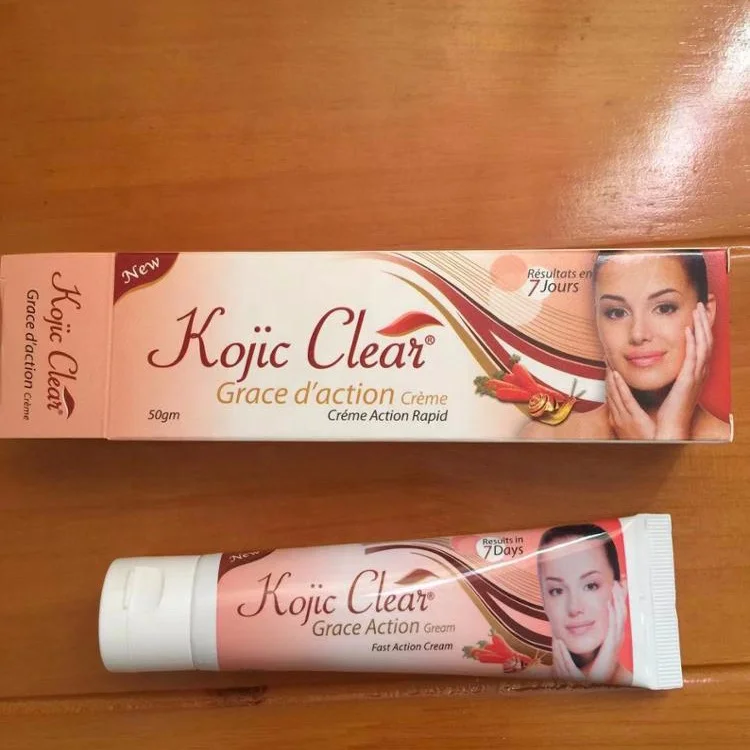 Kojic Clear
Grace d'action Crème
New
Kojic Clear®
Grace d'action Crème
Créme Action Rapid
50gm
Résultats en
7 Jours
New
Kojic Clear®
Grace Action Gream
Fast Action Cream
Results in
7 Days